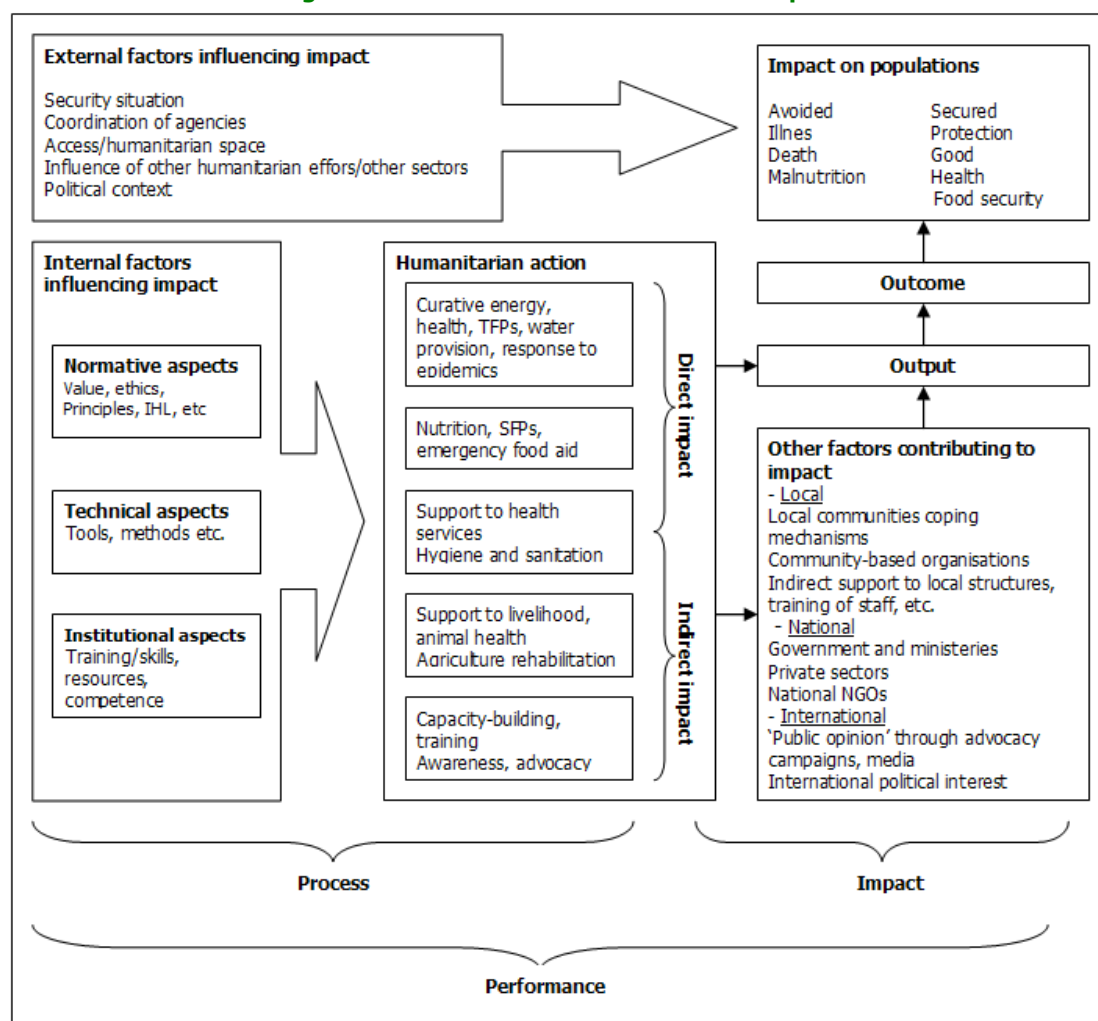 External factors influencing impact
Security situation
Coordination of agencies
Access/humanitarian space
Influence of other humanitarian effors/other sectors
Political context
Impact on populations
Avoided
Illnes
Death
Malnutrition
Secured
Protection
Good
Health
Food security
Internal factors
influencing impact
Normative aspects
Value, ethics,
Principles, IHL, etc
Technical aspects
Tools, methods etc.
Institutional aspects
Training/skills,
resources,
competence
Humanitarian action
Curative energy,
health, TFPs, water
provision, response to
epidemics
Nutrition, SFPs,
emergency food aid
Support to health
services
Hygiene and sanitation
Support to livelihood,
animal health
Agriculture rehabilitation
Capacity-building,
training
Awareness, advocacy
Direct impact
Indirect impact
Outcome
Output
Other factors contributing to
impact
- Local
Local communities coping
mechanisms
Community-based organisations
Indirect support to local structures,
training of staff, etc.
- National
Government and ministeries
Private sectors
National NGOs
- International
‘Public opinion’ through advocacy
campaigns, media
International political interest
Process
Impact
Performance